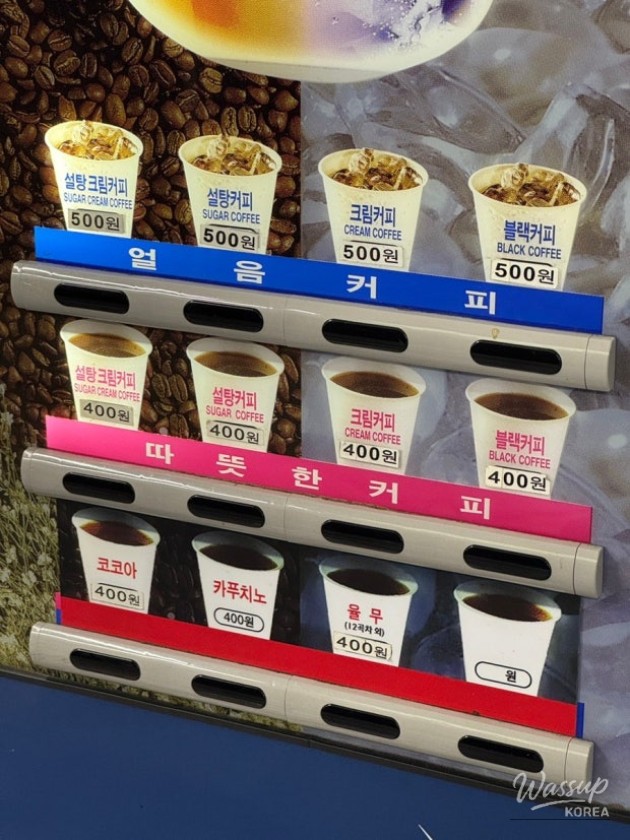 설탕크림커피
SUGAR CREAM COFFEE
500원
설탕커피
SUGAR COFFEE
500원
크림커피
CREAM COFFEE
500원
블랙커피
BLACK COFFEE
500원
얼음커피
설탕크림커피
SUGAR CREAM COFFEE
400원
설탕커피
SUGAR COFFEE
400원
크림커피
CREAM COFFEE
400원
블랙커피
BLACK COFFEE
400원
따뜻한커피
코코아
400원
카푸치노
400원
율무
(12곡차 외)
400원
원
Wassup
KOREA